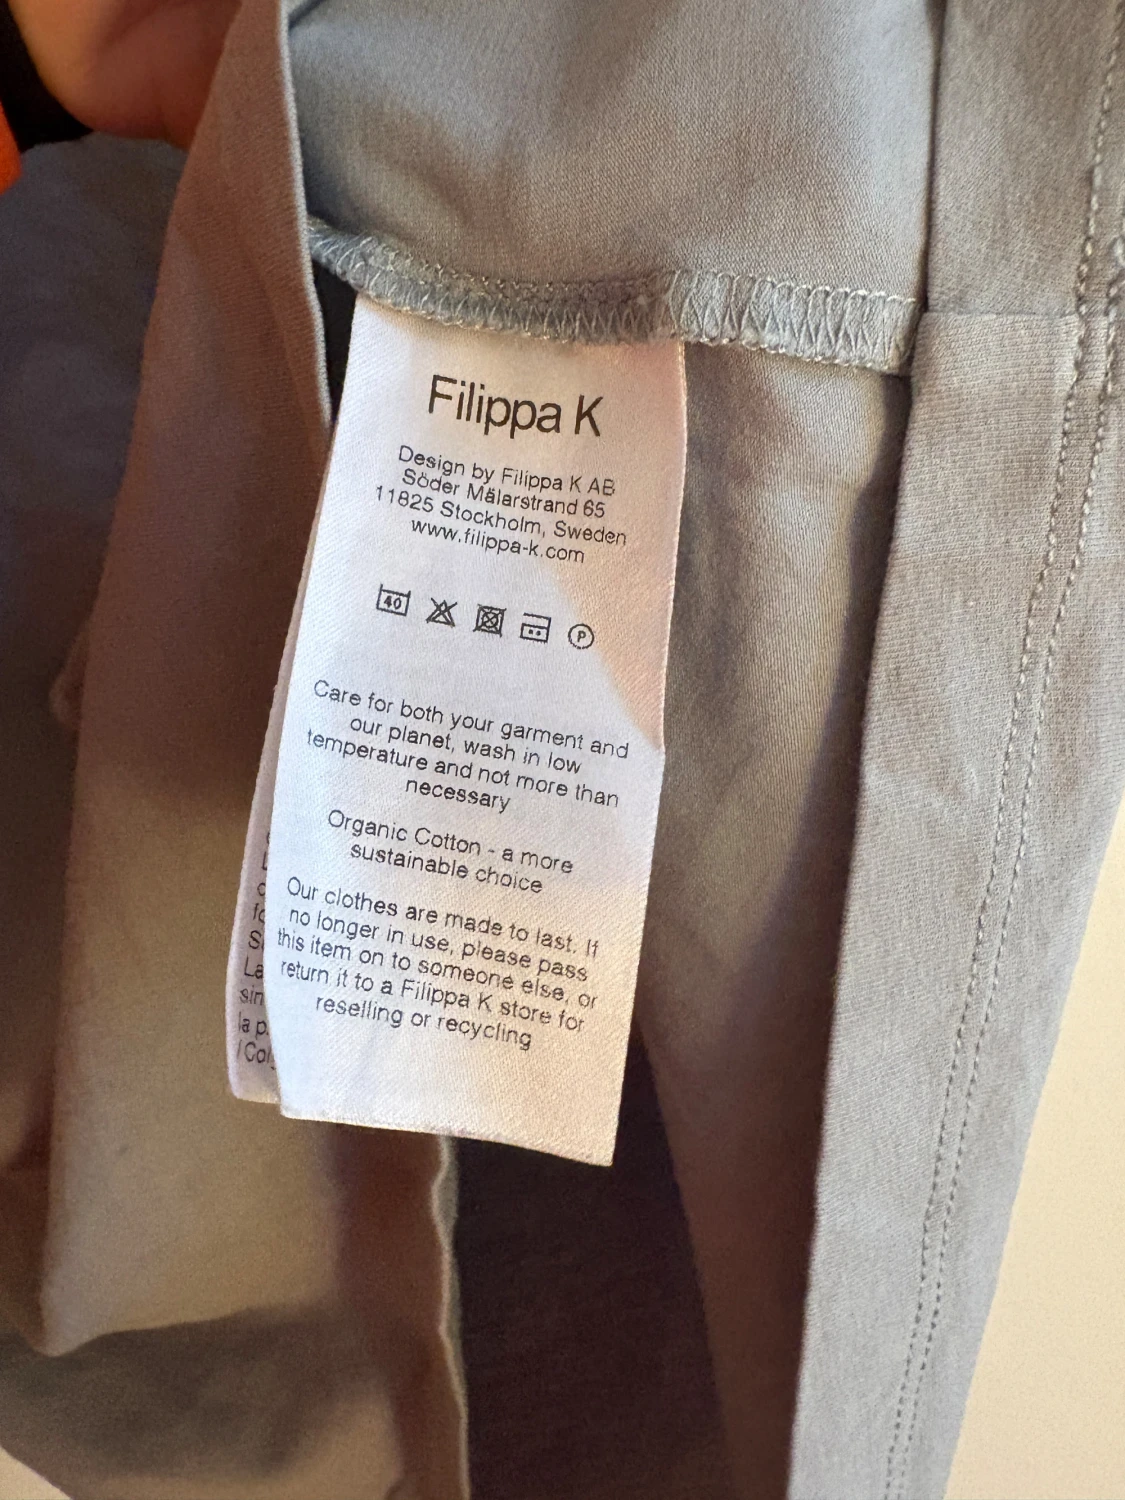 Filippa K
Design by Filippa K AB
Söder Mälarstrand 65
11825 Stockholm, Sweden
www.filippa-k.com
40
P
Care for both your garment and
our planet, wash in low
temperature and not more than
necessary
Organic Cotton - a more
sustainable choice
Our clothes are made to last. If
no longer in use, please pass
this item on to someone else, or
return it to a Filippa K store for
reselling or recycling
La
sin
la p